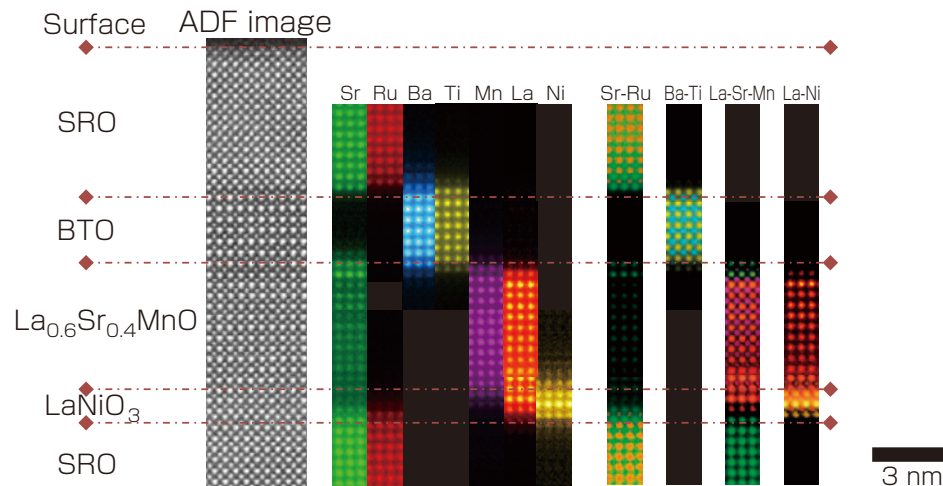 Surface ADF image
Sr Ru Ba Ti Mn La Ni Sr-Ru Ba-Ti La-Sr-Mn La-Ni
SRO
BTO
La0.6Sr0.4MnO
LaNiO3
SRO
3 nm